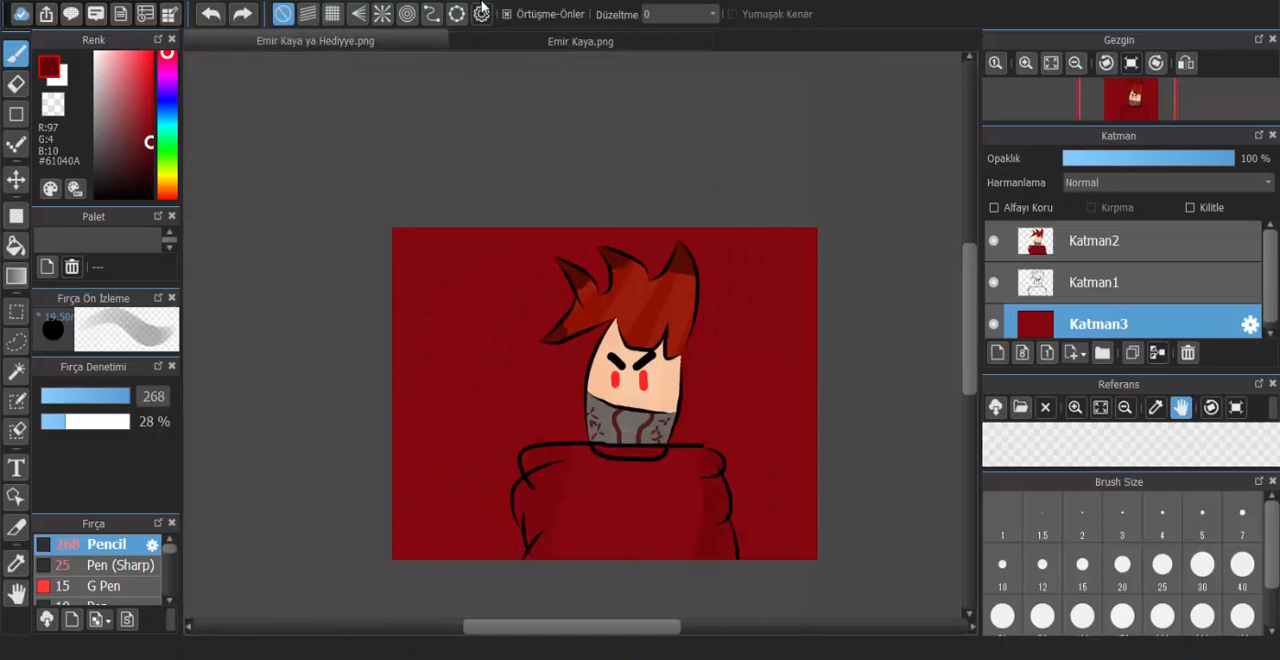 Örtüşme-Önler Düzeltme 0 Yumuşak Kenar
Emir Kaya ya Hediyye.png Emir Kaya.png
Renk
R:97
G:4
B:10
#61040A
Palet
---
Fırça Ön İzleme
* 19.50
Fırça Denetimi
268
28 %
Fırça
268 Pencil
25 Pen (Sharp)
15 G Pen
Gezgin
Katman
Opaklık 100 %
Harmanlama Normal
Alfayı Koru Kırpma Kilitle
Katman2
Katman1
Katman3
Referans
Brush Size
1 1.5 2 3 4 5 7
10 12 15 20 25 30 40